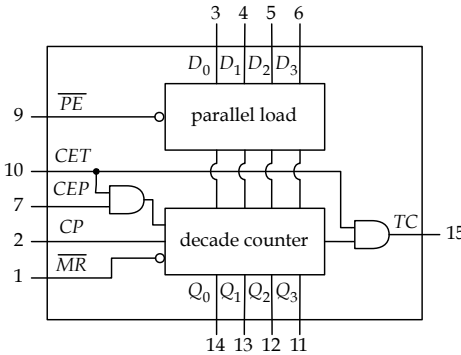 3 4 5 6
D0 D1 D2 D3
9 PE parallel load
10 CET
7 CEP
2 CP decade counter TC 15
1 MR
Q0 Q1 Q2 Q3
14 13 12 11